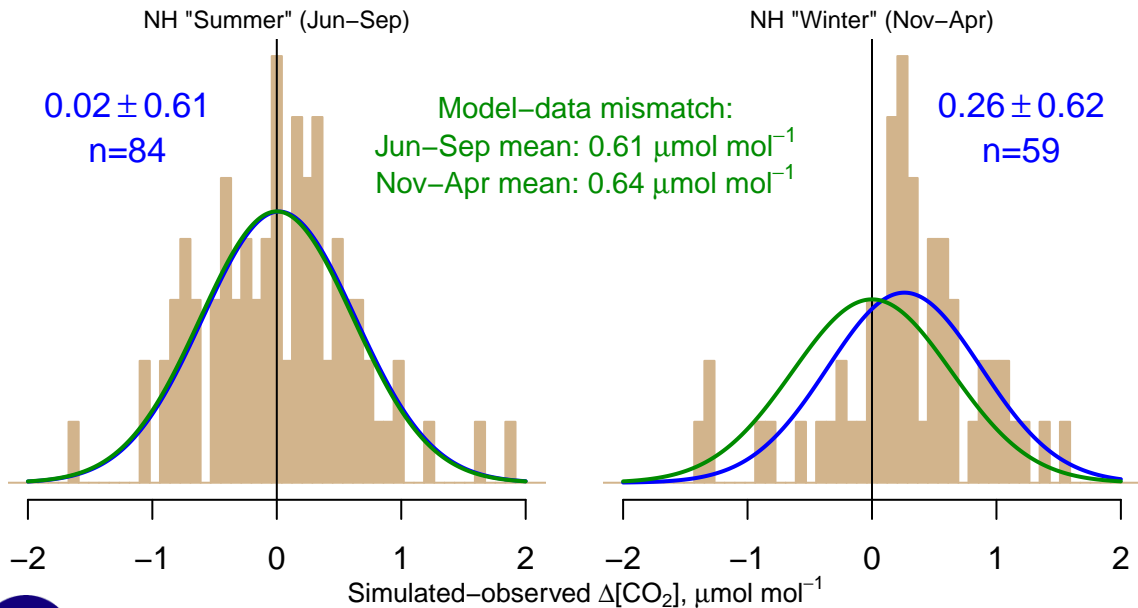 NH "Summer" (Jun−Sep)
NH "Winter" (Nov−Apr)
0.02 ± 0.61
n=84
Model−data mismatch:
Jun−Sep mean: 0.61 μmol mol⁻¹
Nov−Apr mean: 0.64 μmol mol⁻¹
0.26 ± 0.62
n=59
−2 −1 0 1 2
−2 −1 0 1 2
Simulated−observed Δ[CO₂], μmol mol⁻¹